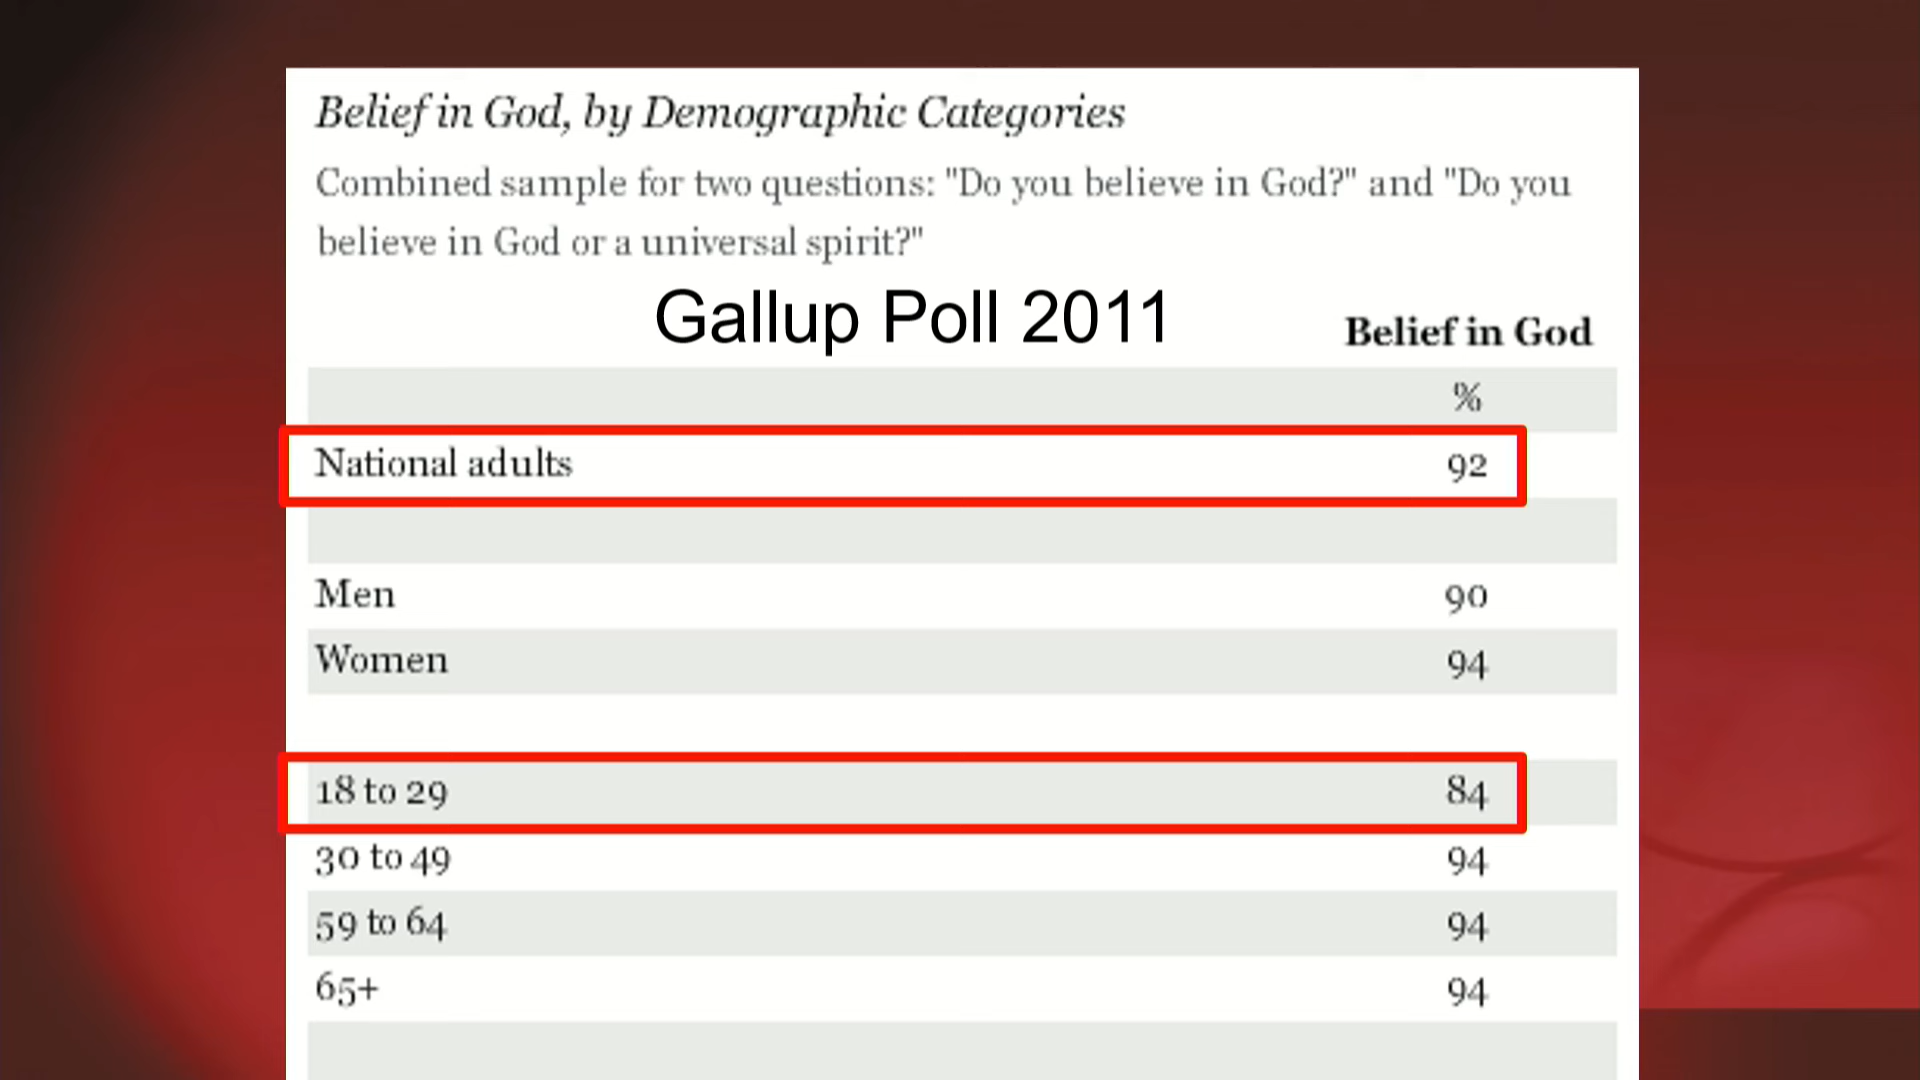 Belief in God, by Demographic Categories
Combined sample for two questions: "Do you believe in God?" and "Do you
believe in God or a universal spirit?"
Gallup Poll 2011
Belief in God
%
National adults 92
Men 90
Women 94
18 to 29 84
30 to 49 94
59 to 64 94
65+ 94